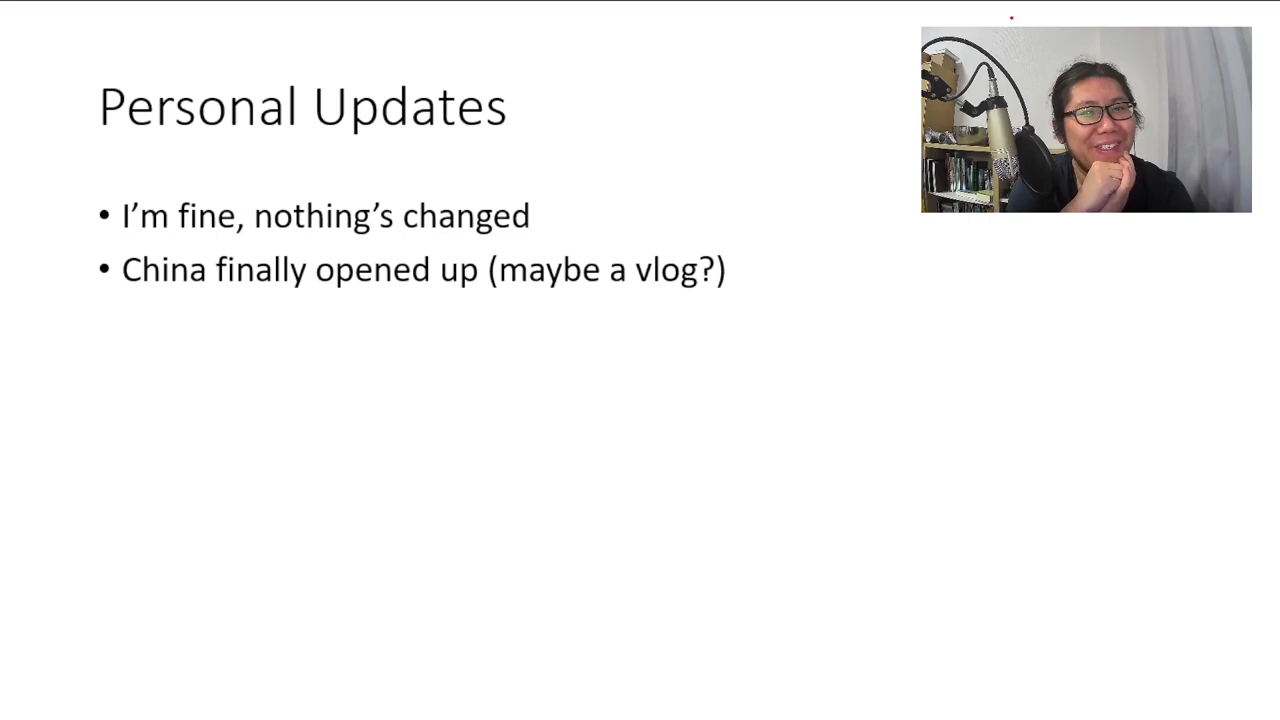 Personal Updates
• I’m fine, nothing’s changed
• China finally opened up (maybe a vlog?)